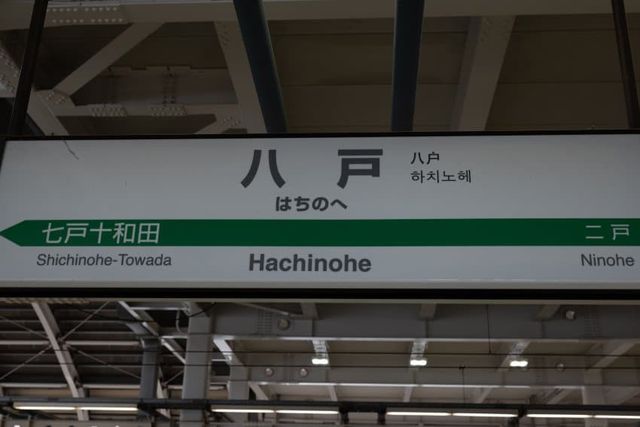 八戸
八户
하치노헤
はちのへ
七戸十和田
二戸
Shichinohe-Towada
Hachinohe
Ninohe